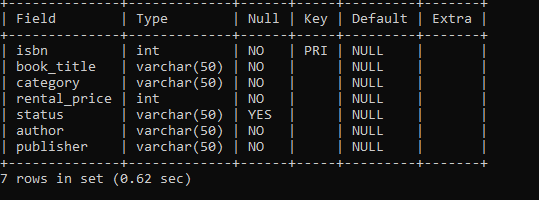 +--------------+-------------+------+-----+---------+-------+
| Field        | Type        | Null | Key | Default | Extra |
+--------------+-------------+------+-----+---------+-------+
| isbn         | int         | NO   | PRI | NULL    |       |
| book_title   | varchar(50) | NO   |     | NULL    |       |
| category     | varchar(50) | NO   |     | NULL    |       |
| rental_price | int         | NO   |     | NULL    |       |
| status       | varchar(50) | YES  |     | NULL    |       |
| author       | varchar(50) | NO   |     | NULL    |       |
| publisher    | varchar(50) | NO   |     | NULL    |       |
+--------------+-------------+------+-----+---------+-------+
7 rows in set (0.62 sec)